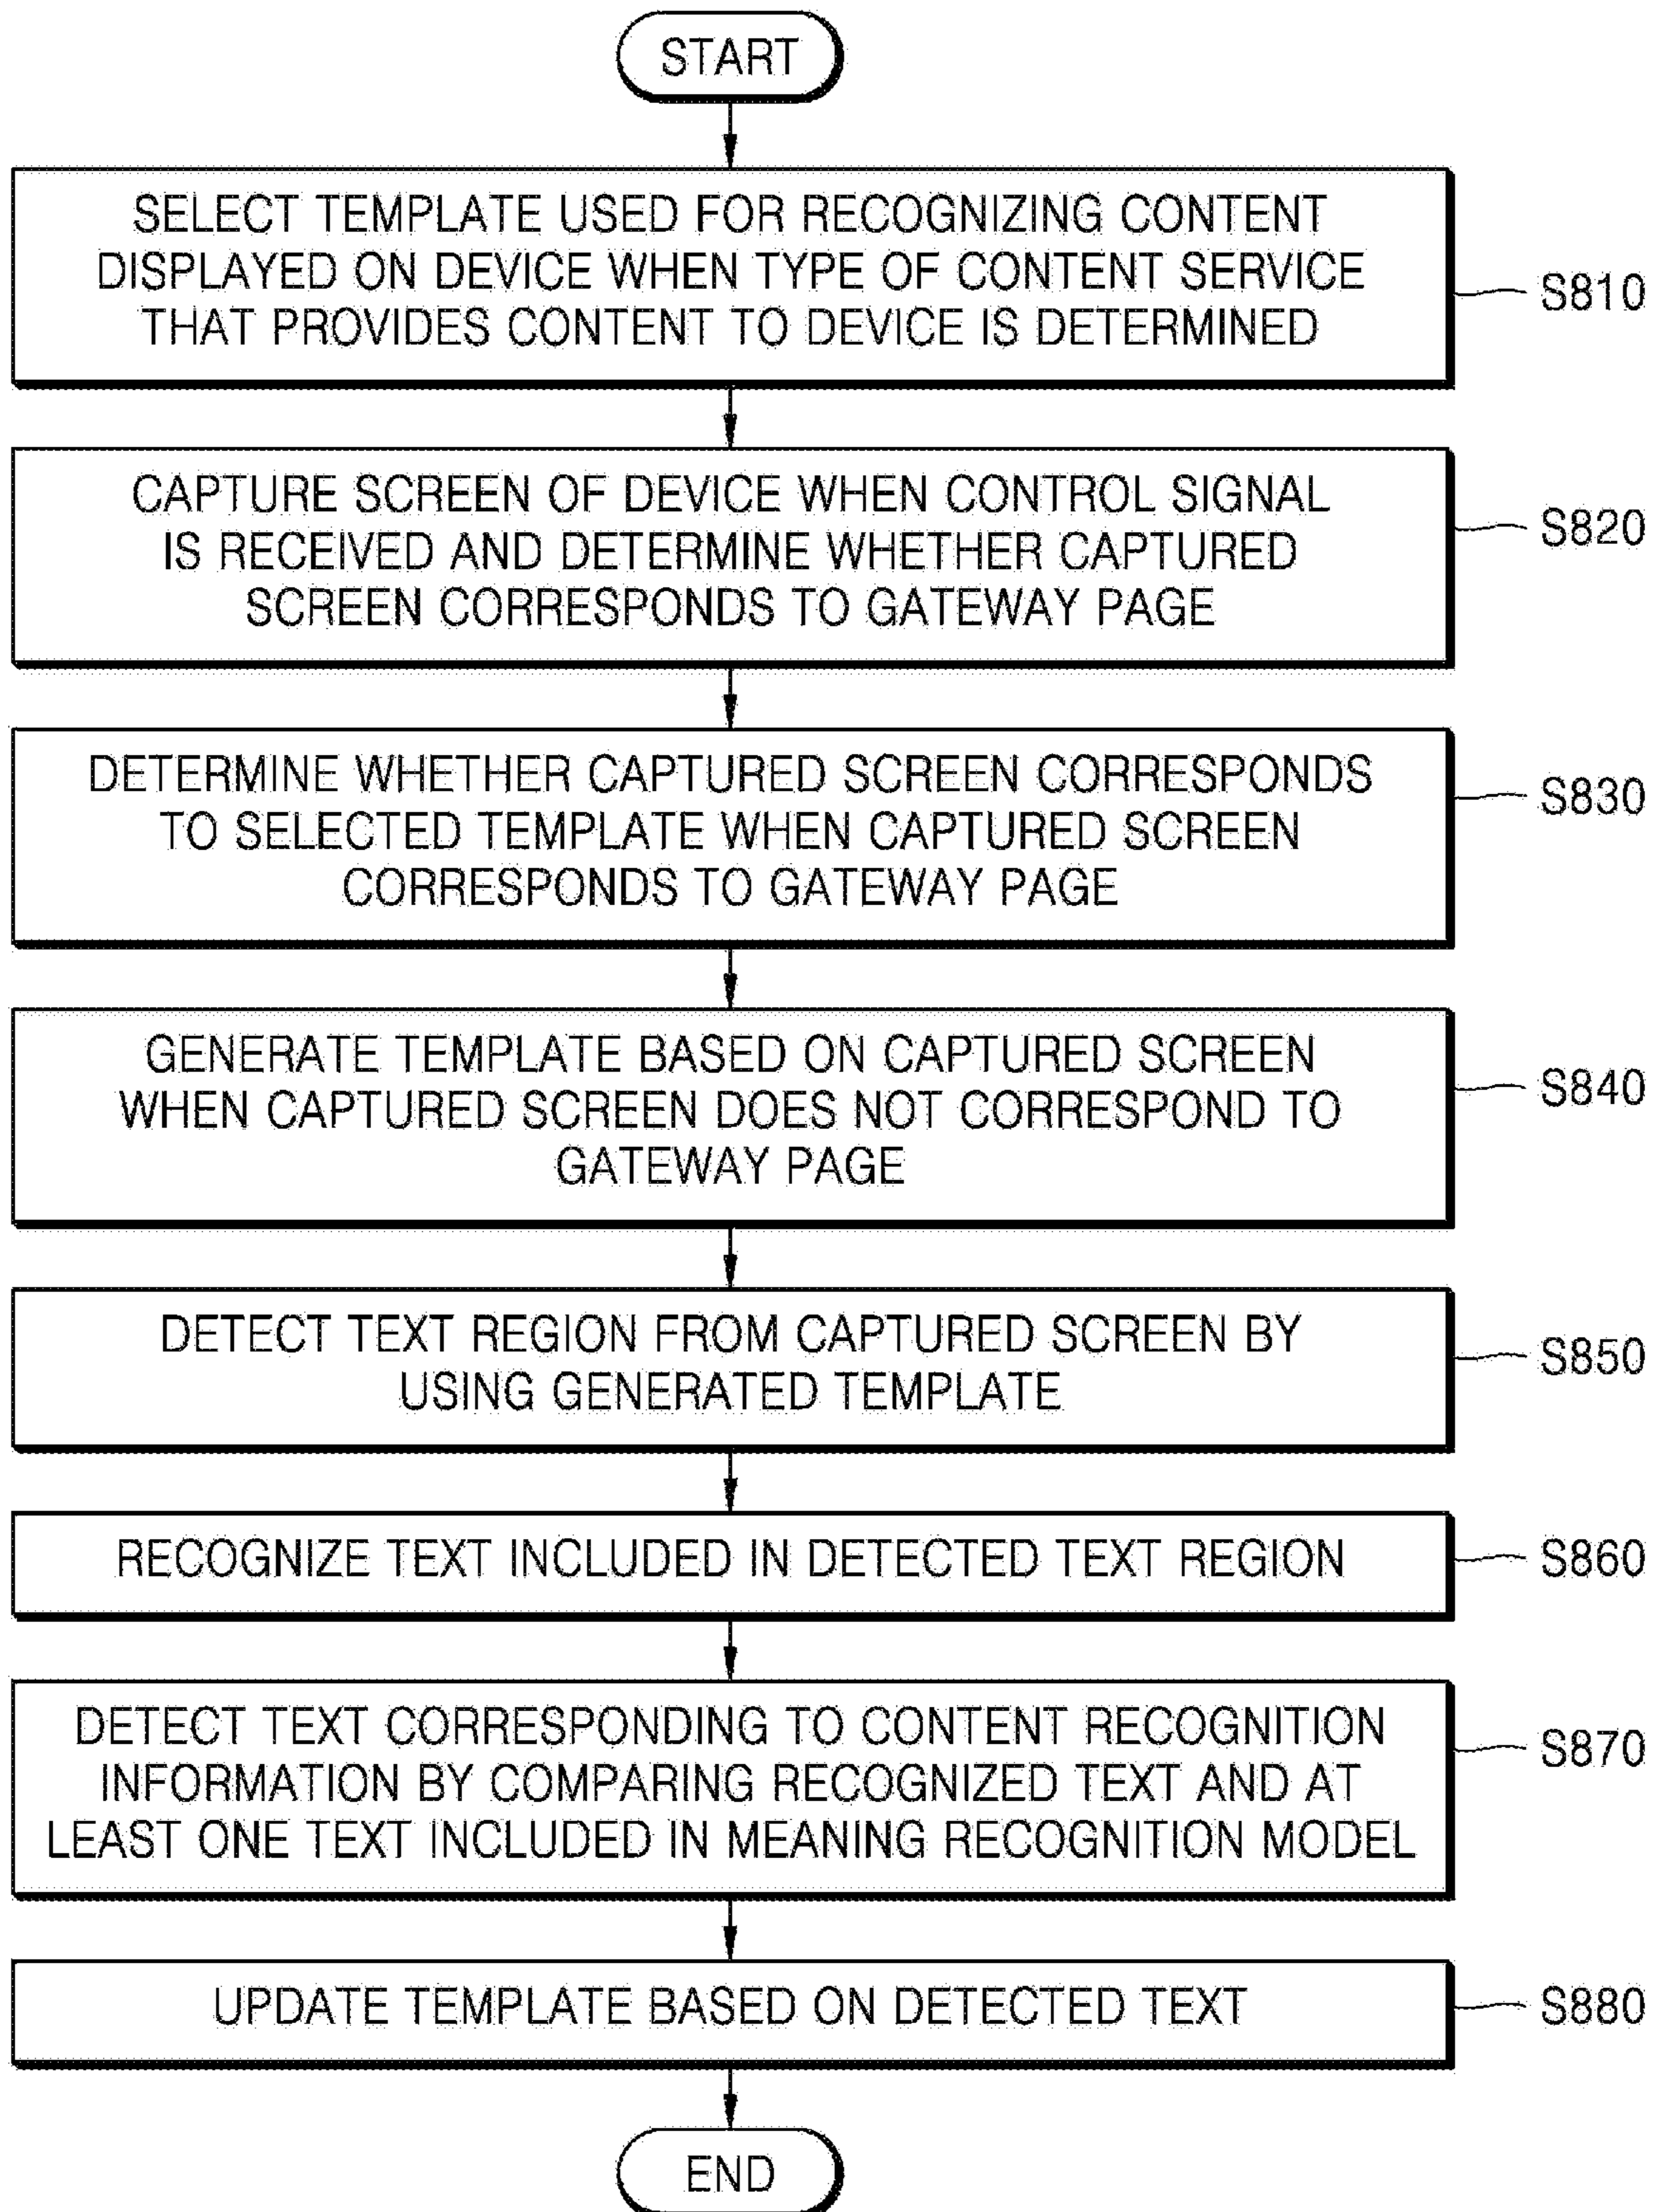 START
SELECT TEMPLATE USED FOR RECOGNIZING CONTENT
DISPLAYED ON DEVICE WHEN TYPE OF CONTENT SERVICE
THAT PROVIDES CONTENT TO DEVICE IS DETERMINED
S810
CAPTURE SCREEN OF DEVICE WHEN CONTROL SIGNAL
IS RECEIVED AND DETERMINE WHETHER CAPTURED
SCREEN CORRESPONDS TO GATEWAY PAGE
S820
DETERMINE WHETHER CAPTURED SCREEN CORRESPONDS
TO SELECTED TEMPLATE WHEN CAPTURED SCREEN
CORRESPONDS TO GATEWAY PAGE
S830
GENERATE TEMPLATE BASED ON CAPTURED SCREEN
WHEN CAPTURED SCREEN DOES NOT CORRESPOND TO
GATEWAY PAGE
S840
DETECT TEXT REGION FROM CAPTURED SCREEN BY
USING GENERATED TEMPLATE
S850
RECOGNIZE TEXT INCLUDED IN DETECTED TEXT REGION
S860
DETECT TEXT CORRESPONDING TO CONTENT RECOGNITION
INFORMATION BY COMPARING RECOGNIZED TEXT AND AT
LEAST ONE TEXT INCLUDED IN MEANING RECOGNITION MODEL
S870
UPDATE TEMPLATE BASED ON DETECTED TEXT
S880
END